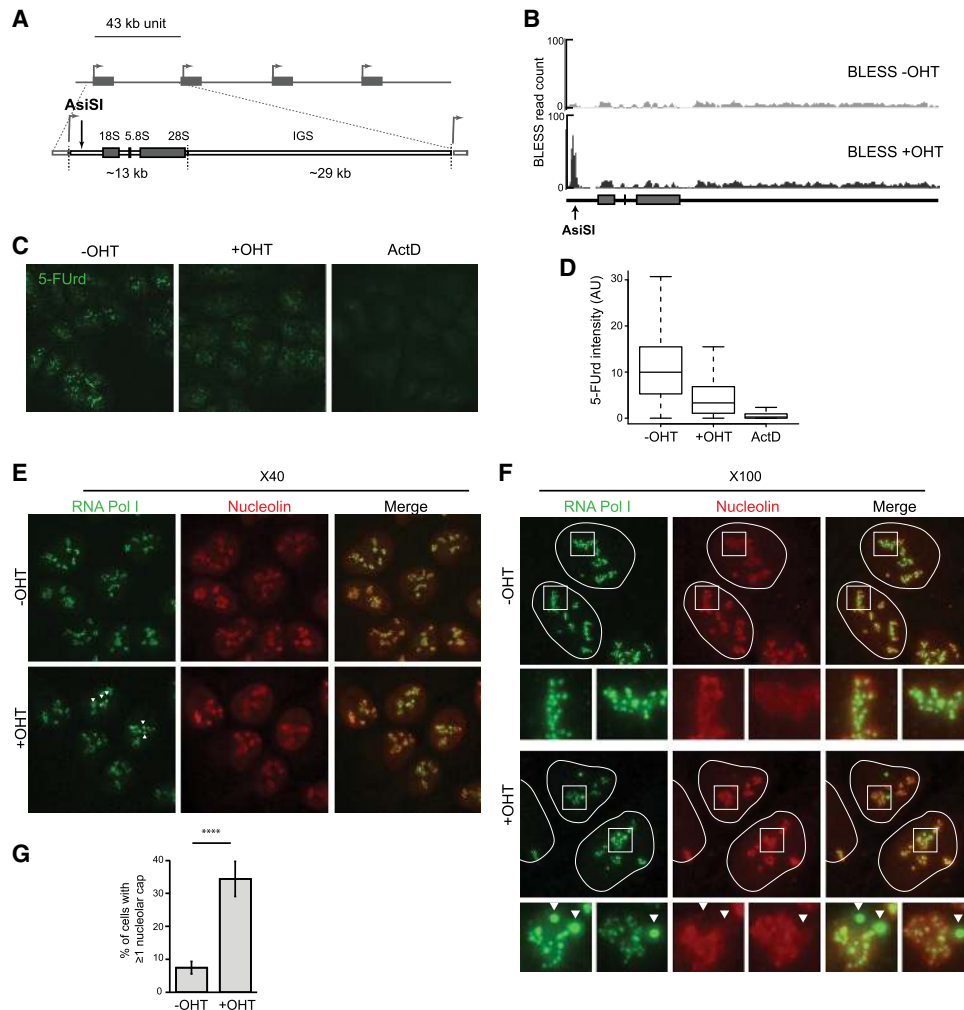 A
43 kb unit
AsiSI
18S 5.8S 28S IGS
~13 kb ~29 kb
B
BLESS read count
100
0
BLESS -OHT
100
0
BLESS +OHT
AsiSI
C
-OHT +OHT ActD
5-FUrd
D
5-FUrd intensity (AU)
30
20
10
0
-OHT +OHT ActD
E
X40
RNA Pol I Nucleolin Merge
-OHT
+OHT
F
X100
RNA Pol I Nucleolin Merge
-OHT
+OHT
G
****
% of cells with
≥1 nucleolar cap
40
30
20
10
0
-OHT +OHT